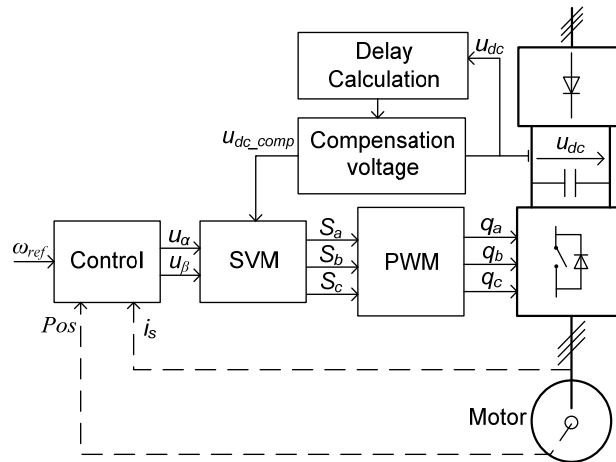 Delay
Calculation
u_dc
Compensation
voltage
u_dc
u_dc_comp
ω_ref
Control
u_α
u_β
SVM
S_a
S_b
S_c
PWM
q_a
q_b
q_c
Pos
i_s
Motor